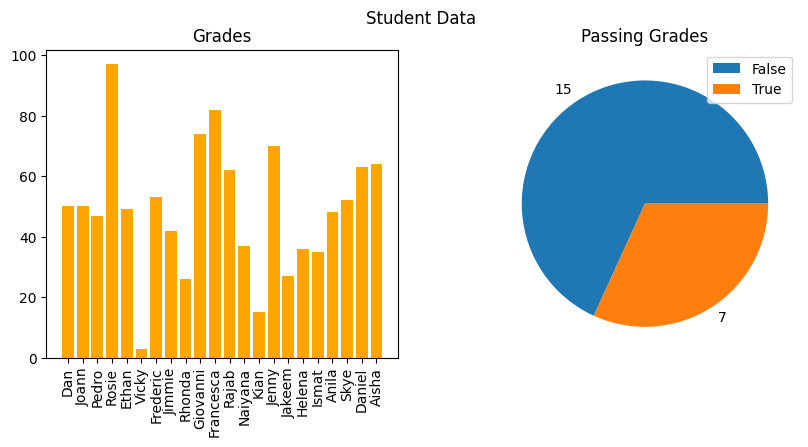 Student Data
Grades
100
80
60
40
20
0
Dan
Joann
Pedro
Rosie
Ethan
Vicky
Frederic
Jimmie
Rhonda
Giovanni
Francesca
Rajab
Naiyana
Kian
Jenny
Jakeem
Helena
Ismat
Anila
Skye
Daniel
Aisha
Passing Grades
False
True
15
7